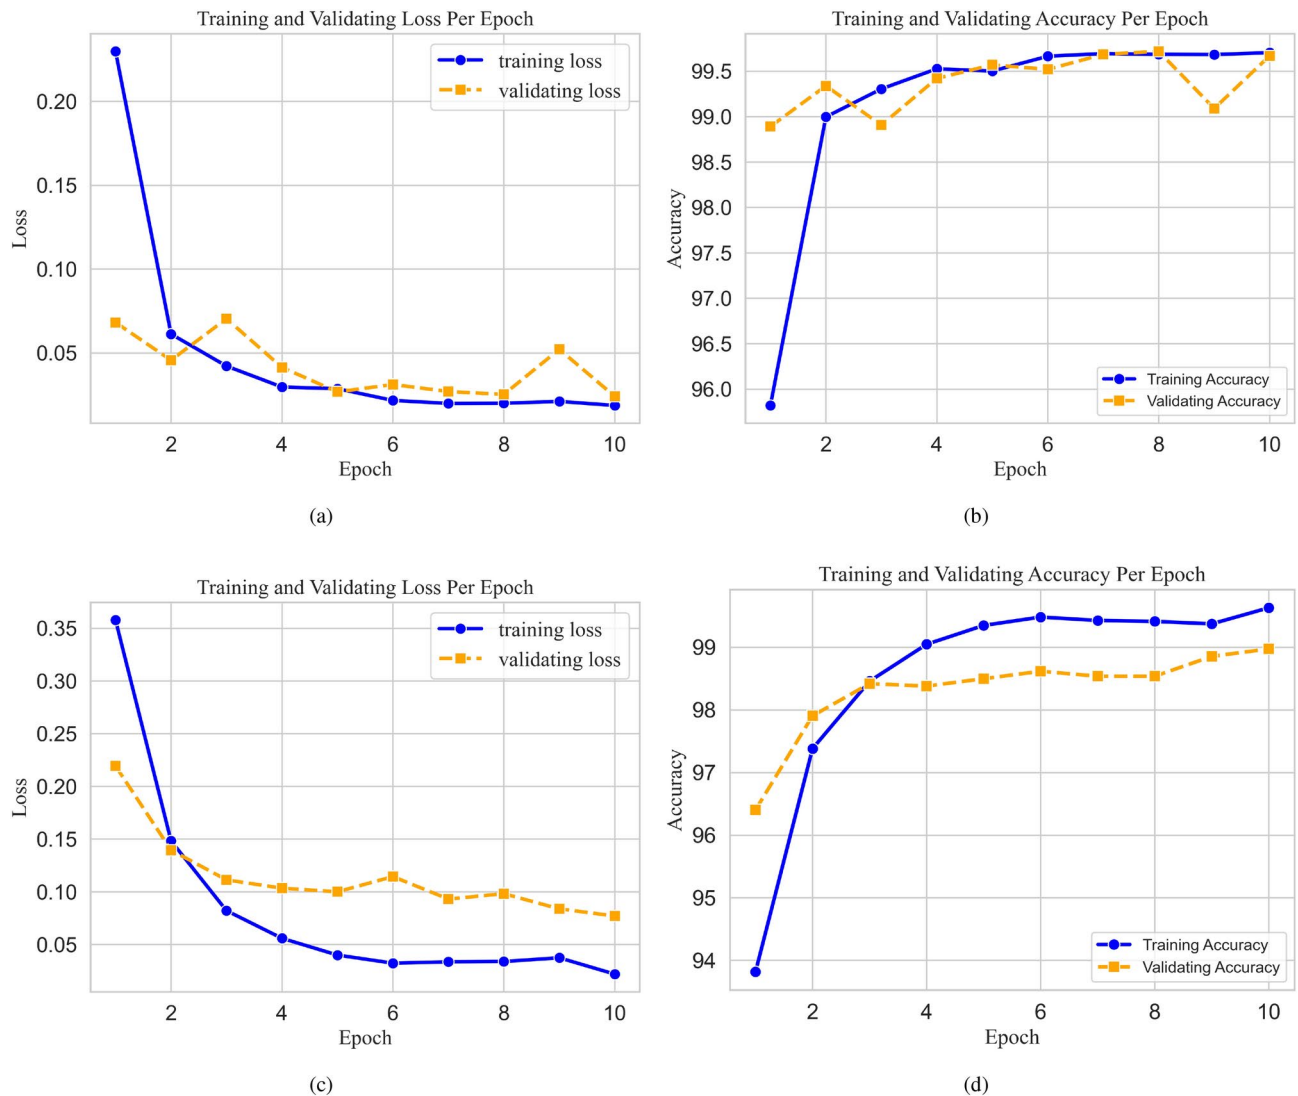 Training and Validating Loss Per Epoch
training loss
validating loss
0.20
0.15
0.10
0.05
Loss
2 4 6 8 10
Epoch
(a)
Training and Validating Accuracy Per Epoch
99.5
99.0
98.5
98.0
97.5
97.0
96.5
96.0
Accuracy
Training Accuracy
Validating Accuracy
2 4 6 8 10
Epoch
(b)
Training and Validating Loss Per Epoch
training loss
validating loss
0.35
0.30
0.25
0.20
0.15
0.10
0.05
Loss
2 4 6 8 10
Epoch
(c)
Training and Validating Accuracy Per Epoch
99
98
97
96
95
94
Accuracy
Training Accuracy
Validating Accuracy
2 4 6 8 10
Epoch
(d)